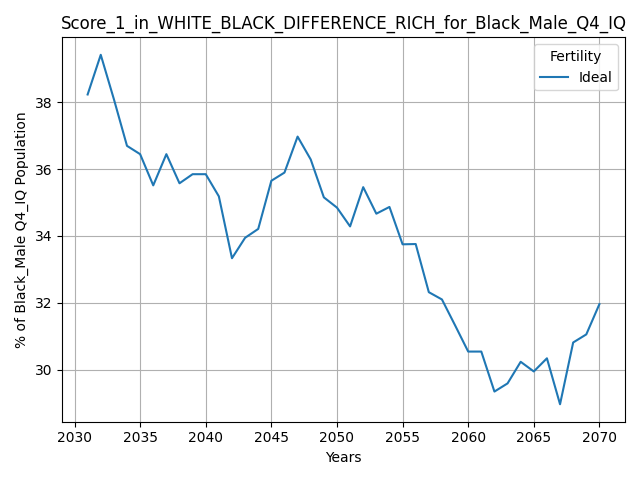 Score_1_in_WHITE_BLACK_DIFFERENCE_RICH_for_Black_Male_Q4_IQ
Fertility
Ideal
% of Black_Male Q4_IQ Population
38
36
34
32
30
2030 2035 2040 2045 2050 2055 2060 2065 2070
Years